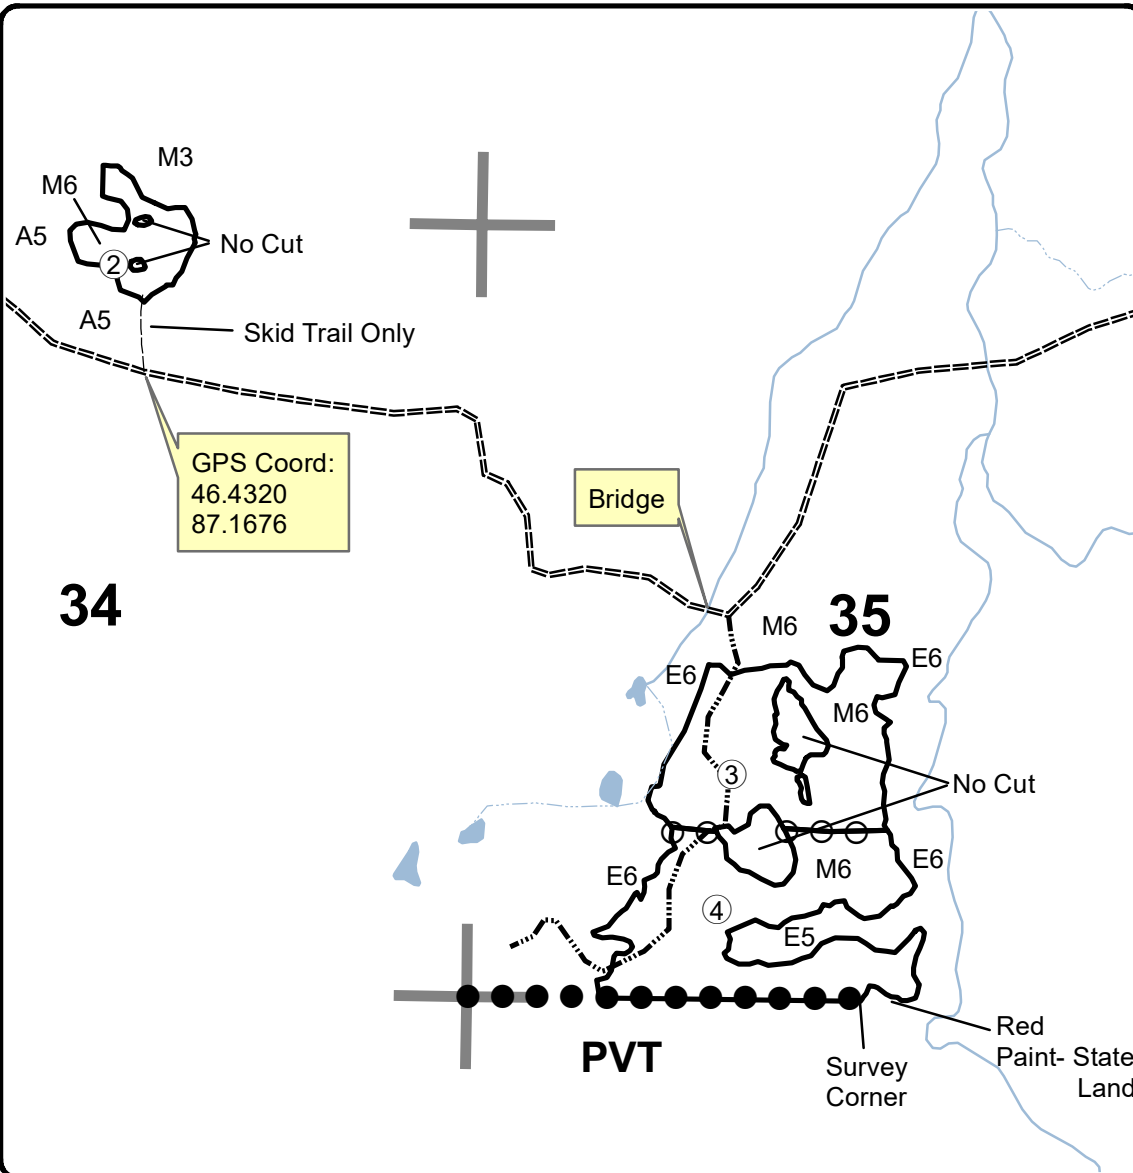 M3
M6
A5
No Cut
2
A5
Skid Trail Only
GPS Coord:
46.4320
87.1676
Bridge
34
35
M6
E6
E6
M6
3
No Cut
E6
M6
E6
4
E5
PVT
Survey
Corner
Red
Paint- State
Land